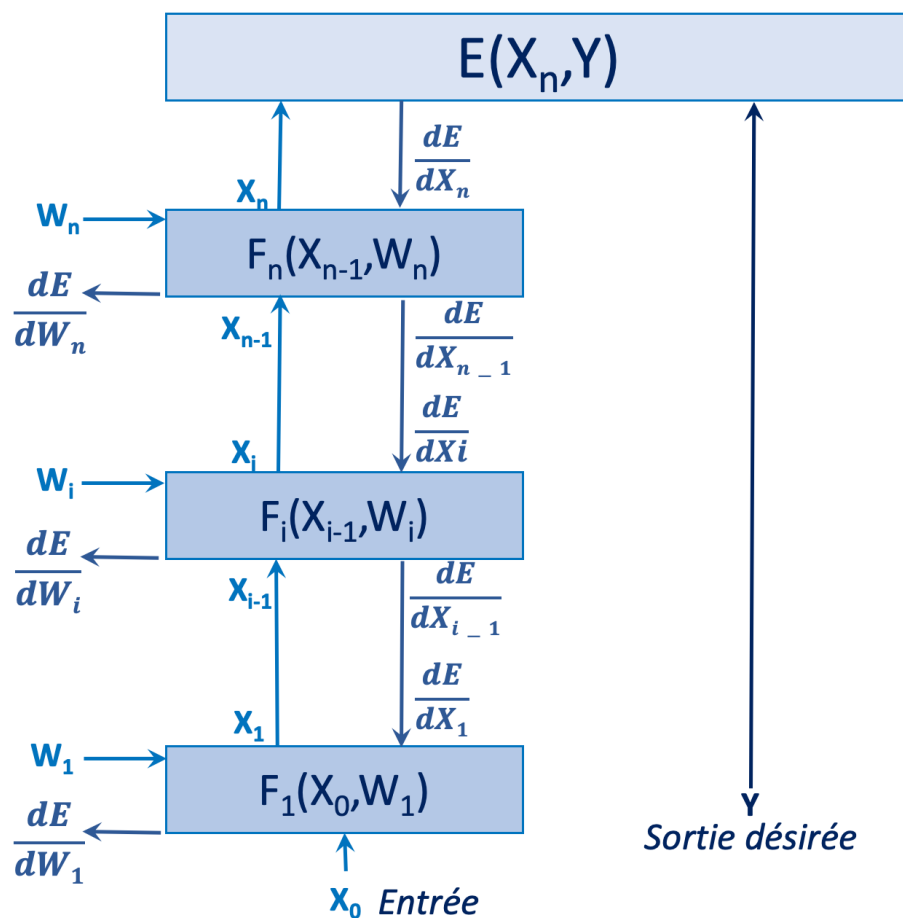 E(Xₙ,Y)
dE
dXₙ
Xₙ
Wₙ
Fₙ(Xₙ₋₁,Wₙ)
dE
dWₙ
Xₙ₋₁
dE
dXₙ _ ₁
dE
dXi
Xᵢ
Wᵢ
Fᵢ(Xᵢ₋₁,Wᵢ)
dE
dWᵢ
Xᵢ₋₁
dE
dXᵢ _ ₁
dE
dX₁
X₁
W₁
F₁(X₀,W₁)
dE
dW₁
Y
Sortie désirée
X₀ Entrée